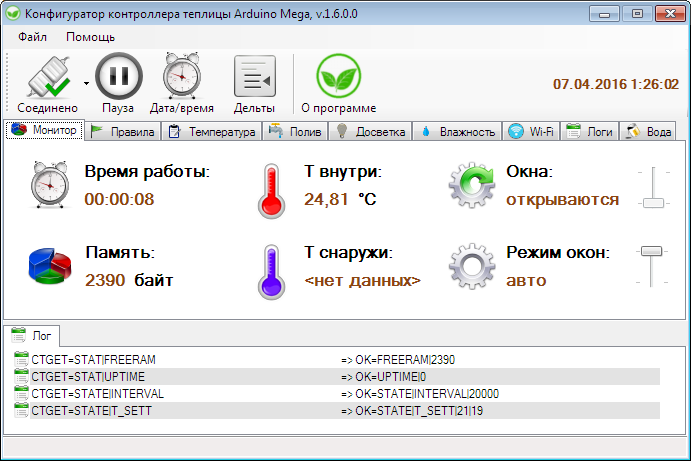 Конфигуратор контроллера теплицы Arduino Mega, v.1.6.0.0
Файл Помощь
Соединено Пауза Дата/время Дельты О программе
07.04.2016 1:26:02
Монитор Правила Температура Полив Досветка Влажность Wi-Fi Логи Вода
Время работы: Т внутри: Окна:
00:00:08 24,81 °C открываются
Память: Т снаружи: Режим окон:
2390 байт <нет данных> авто
Лог
CTGET=STAT|FREERAM => OK=FREERAM|2390
CTGET=STAT|UPTIME => OK=UPTIME|0
CTGET=STATE|INTERVAL => OK=STATE|INTERVAL|20000
CTGET=STATE|T_SETT => OK=STATE|T_SETT|21|19